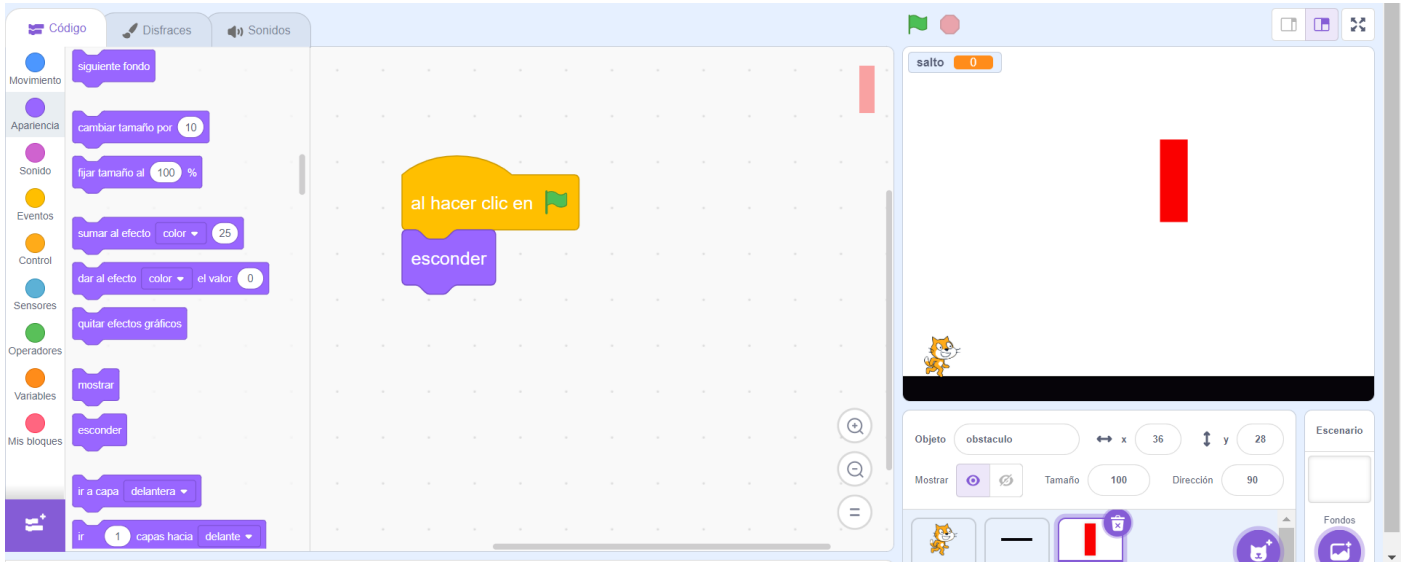 Código
Disfraces
Sonidos
Movimiento
Apariencia
Sonido
Eventos
Control
Sensores
Operadores
Variables
Mis bloques
siguiente fondo
cambiar tamaño por 10
fijar tamaño al 100 %
sumar al efecto color 25
dar al efecto color el valor 0
quitar efectos gráficos
mostrar
esconder
ir a capa delantera
ir 1 capas hacia delante
al hacer clic en
esconder
salto 0
Objeto obstaculo x 36 y 28
Mostrar Tamaño 100 Dirección 90
Escenario
Fondos